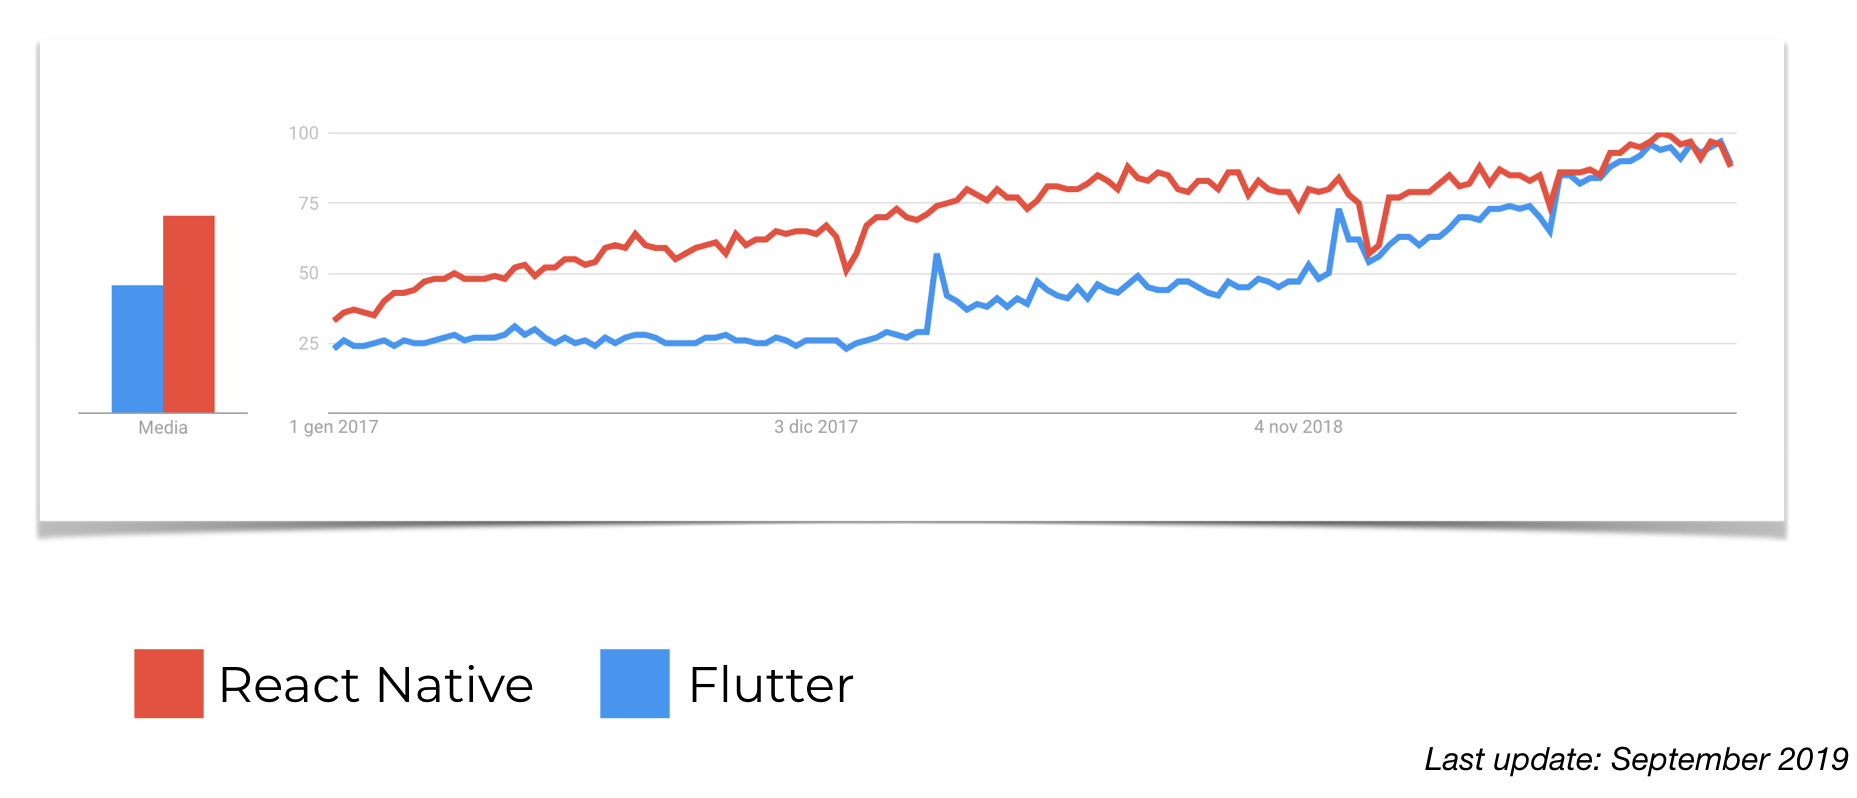 100
75
50
25
Media
1 gen 2017
3 dic 2017
4 nov 2018
React Native
Flutter
Last update: September 2019